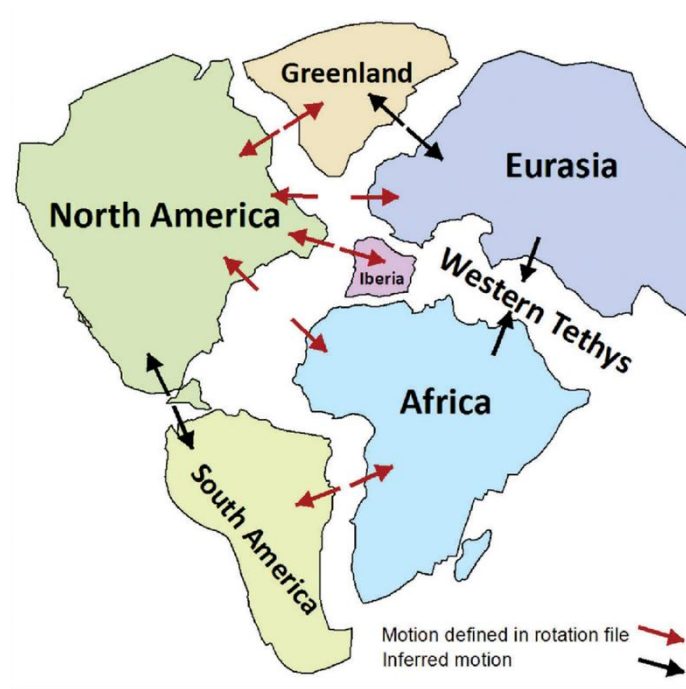 Greenland
Eurasia
North America
Iberia
Western Tethys
Africa
South America
Motion defined in rotation file
Inferred motion